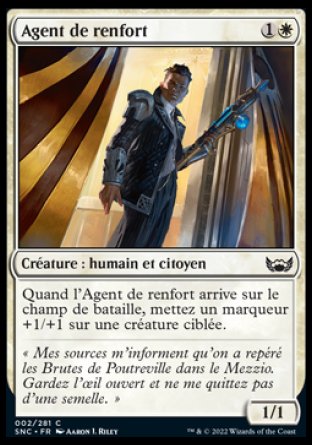 Agent de renfort 1
Créature : humain et citoyen
Quand l'Agent de renfort arrive sur le
champ de bataille, mettez un marqueur
+1/+1 sur une créature ciblée.
« Mes sources m'informent qu'on a repéré
les Brutes de Poutreville dans le Mezzio.
Gardez l'œil ouvert et ne me quittez pas
d'une semelle. »
1/1
002/281 C
SNC • FR Aaron J. Riley
™ & © 2022 Wizards of the Coast